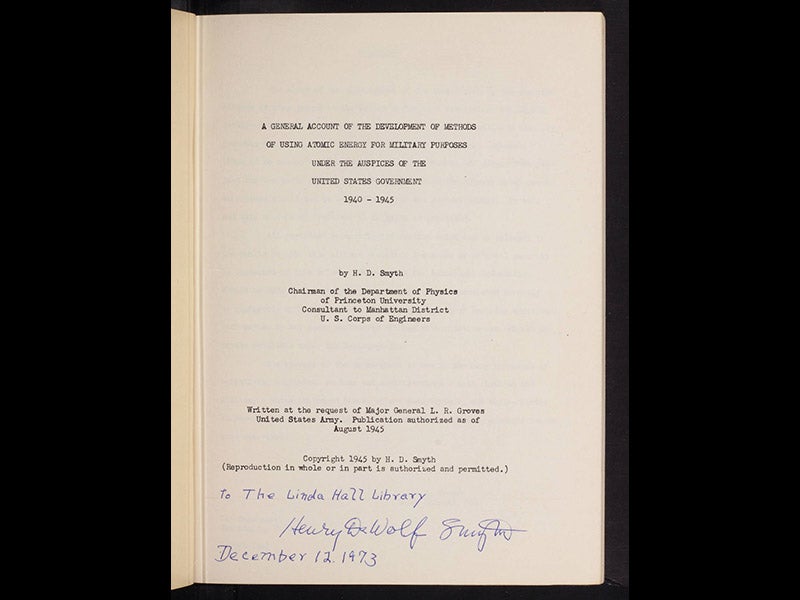 A GENERAL ACCOUNT OF THE DEVELOPMENT OF METHODS
OF USING ATOMIC ENERGY FOR MILITARY PURPOSES
UNDER THE AUSPICES OF THE
UNITED STATES GOVERNMENT
1940 - 1945
by H. D. Smyth
Chairman of the Department of Physics
of Princeton University
Consultant to Manhattan District
U. S. Corps of Engineers
Written at the request of Major General L. R. Groves
United States Army. Publication authorized as of
August 1945
Copyright 1945 by H. D. Smyth
(Reproduction in whole or in part is authorized and permitted.)
To The Linda Hall Library
Henry DeWolf Smyth
December 12. 1973